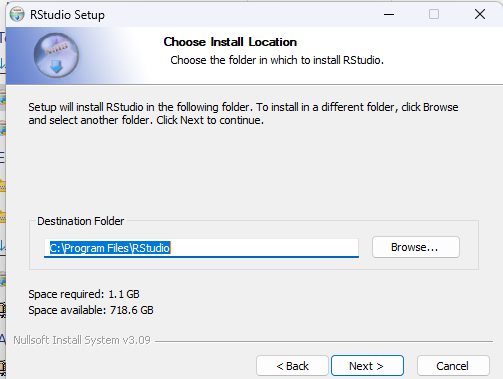 RStudio Setup
Choose Install Location
Choose the folder in which to install RStudio.
Setup will install RStudio in the following folder. To install in a different folder, click Browse
and select another folder. Click Next to continue.
Destination Folder
C:\Program Files\RStudio
Browse...
Space required: 1.1 GB
Space available: 718.6 GB
Nullsoft Install System v3.09
< Back
Next >
Cancel